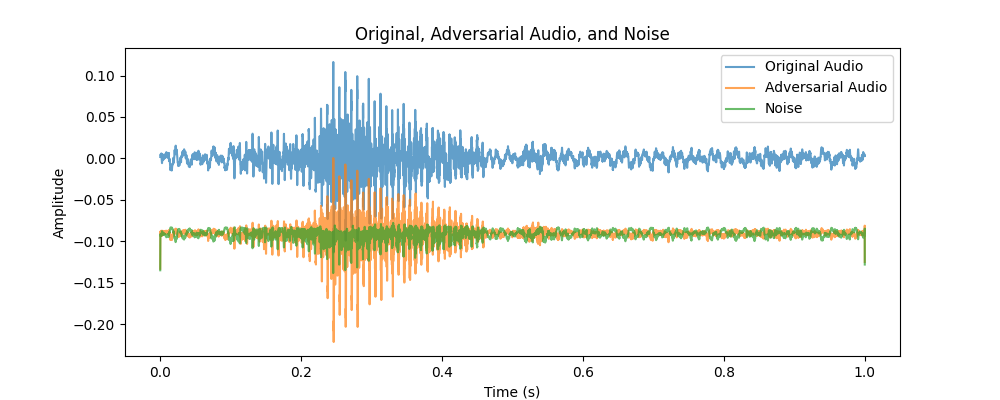 Original, Adversarial Audio, and Noise
Original Audio
Adversarial Audio
Noise
Amplitude
0.10
0.05
0.00
−0.05
−0.10
−0.15
−0.20
0.0 0.2 0.4 0.6 0.8 1.0
Time (s)